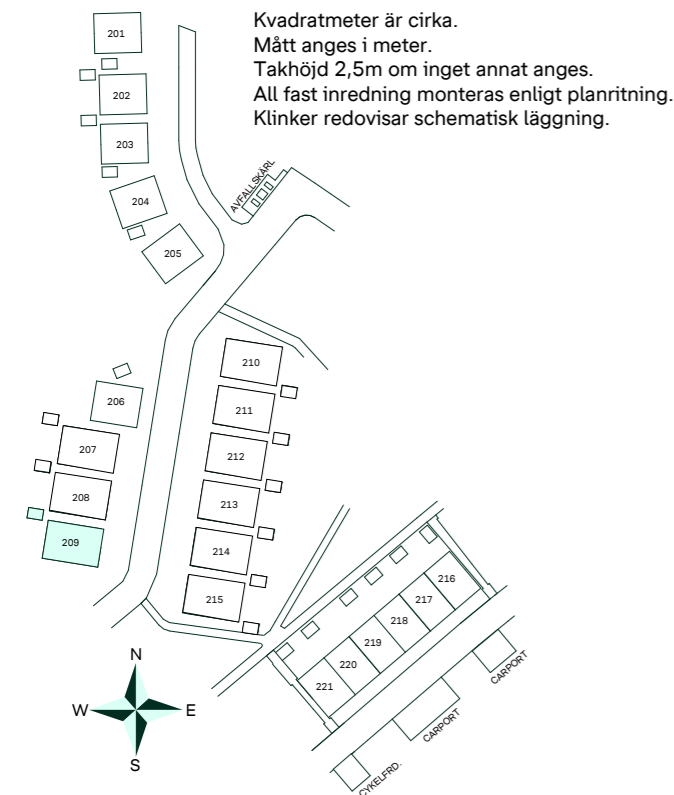 Kvadratmeter är cirka.
Mått anges i meter.
Takhöjd 2,5m om inget annat anges.
All fast inredning monteras enligt planritning.
Klinker redovisar schematisk läggning.
201
202
203
204
205
AVFALLSKÄRL
206
207
208
209
210
211
212
213
214
215
216
217
218
219
220
221
CARPORT
CARPORT
CYKELFRD.
N
W E
S